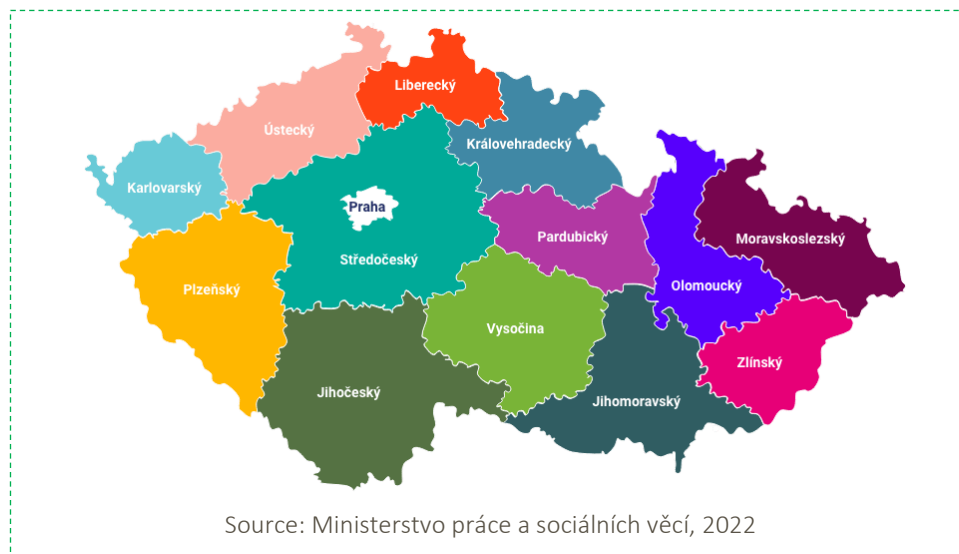 Liberecký
Ústecký
Královehradecký
Karlovarský
Praha
Pardubický
Moravskoslezský
Středočeský
Olomoucký
Plzeňský
Vysočina
Zlínský
Jihočeský
Jihomoravský
Source: Ministerstvo práce a sociálních věcí, 2022